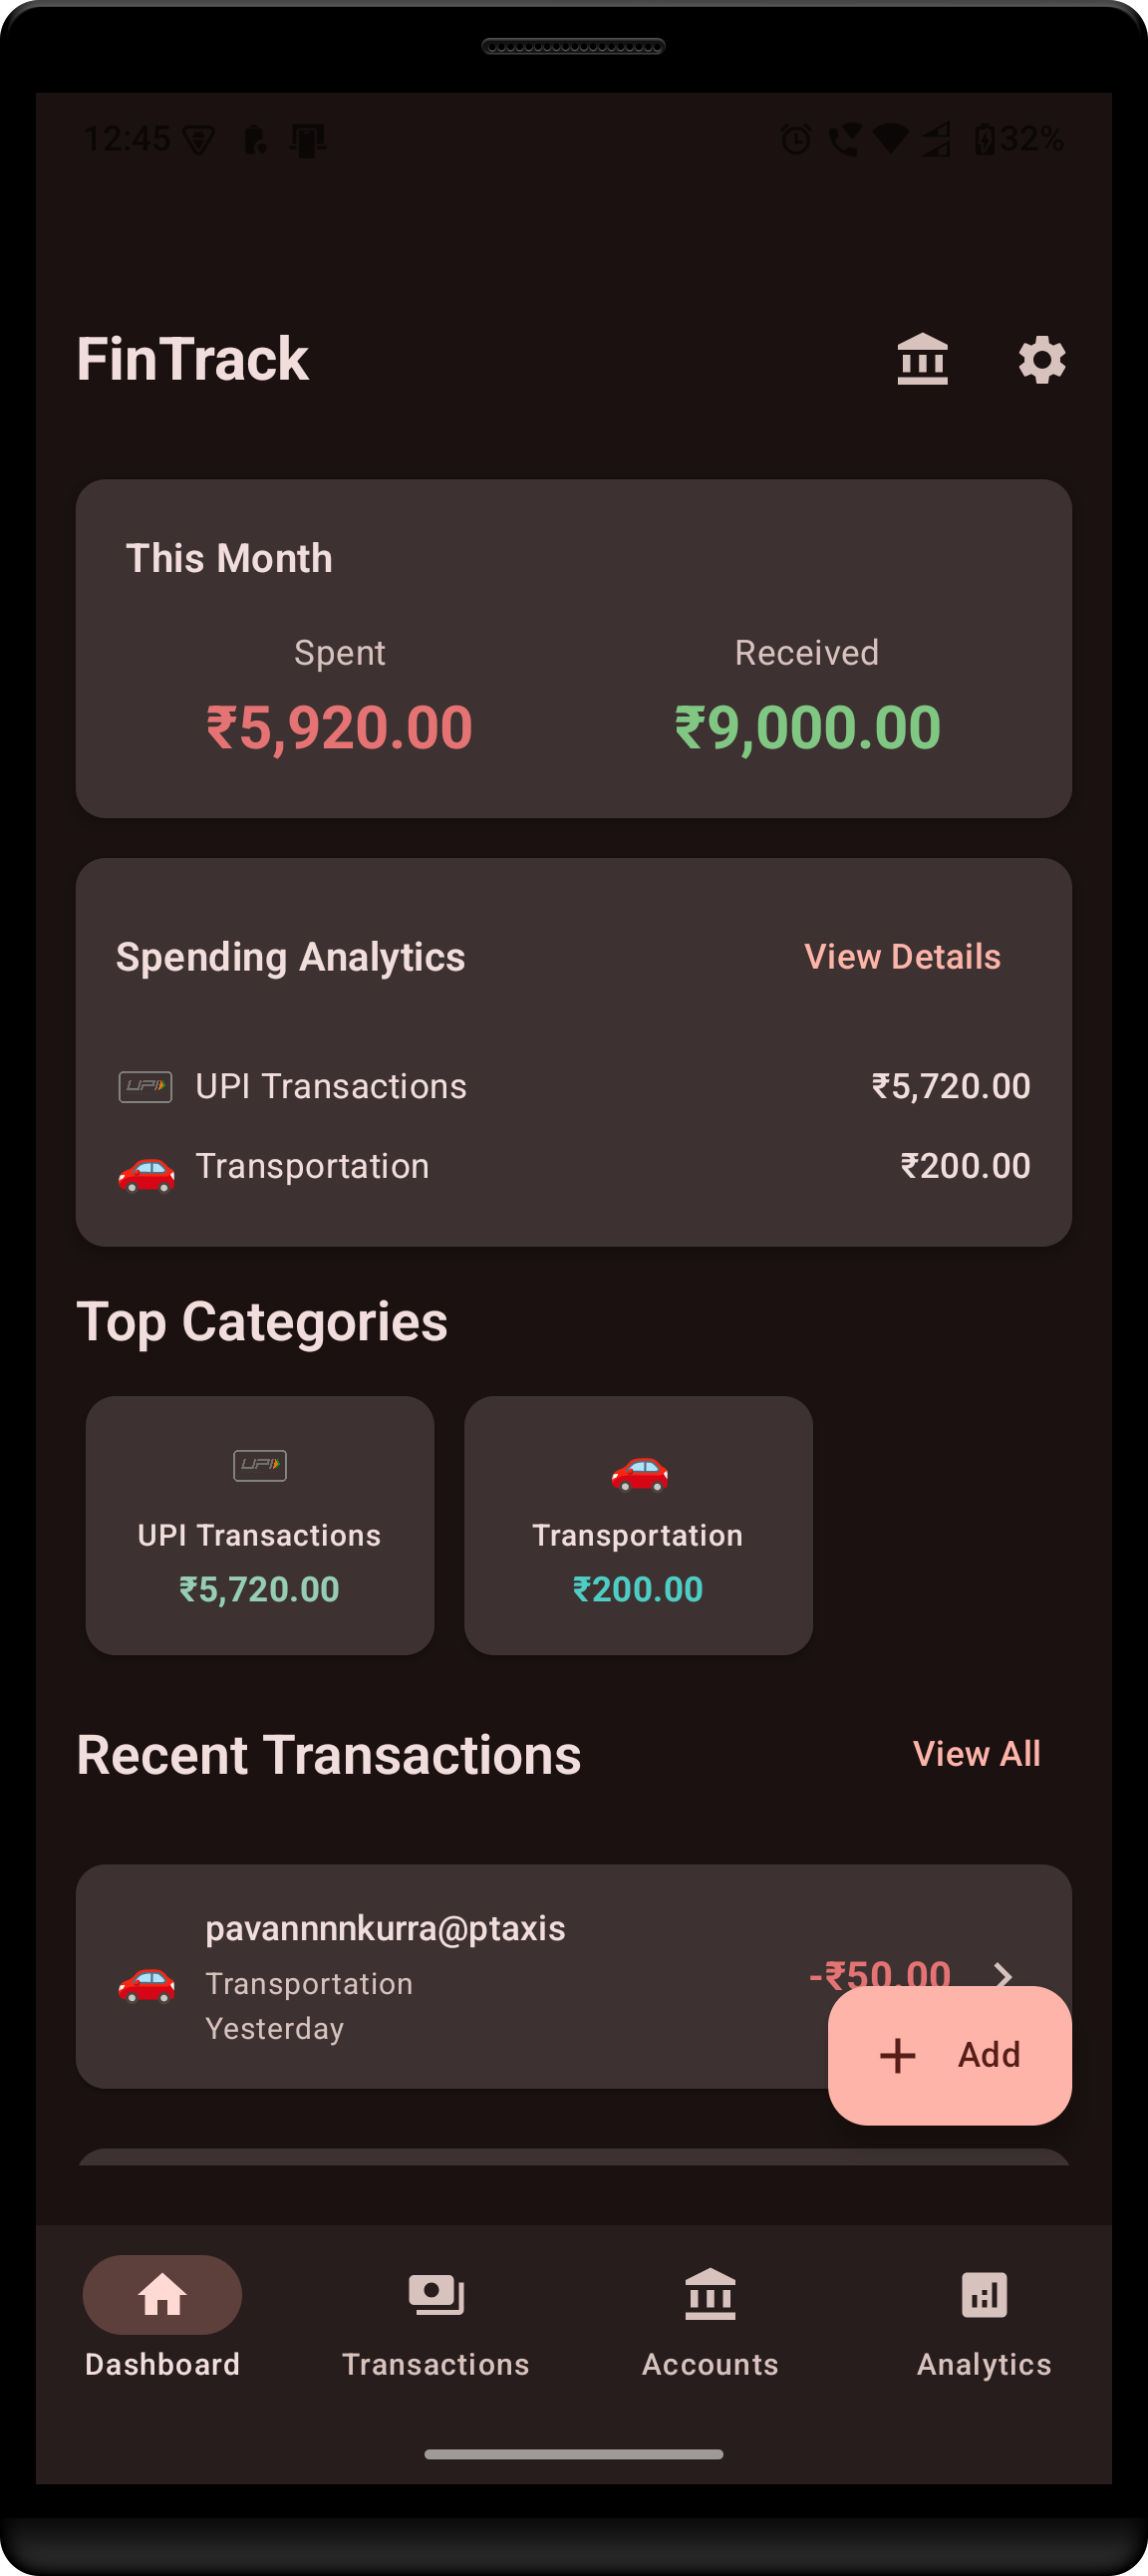 12:45 32%
FinTrack
This Month
Spent Received
₹5,920.00 ₹9,000.00
Spending Analytics View Details
UPI UPI Transactions ₹5,720.00
Transportation ₹200.00
Top Categories
UPI
UPI Transactions Transportation
₹5,720.00 ₹200.00
Recent Transactions View All
pavannnnkurra@ptaxis
Transportation -₹50.00
Yesterday
+ Add
Dashboard Transactions Accounts Analytics